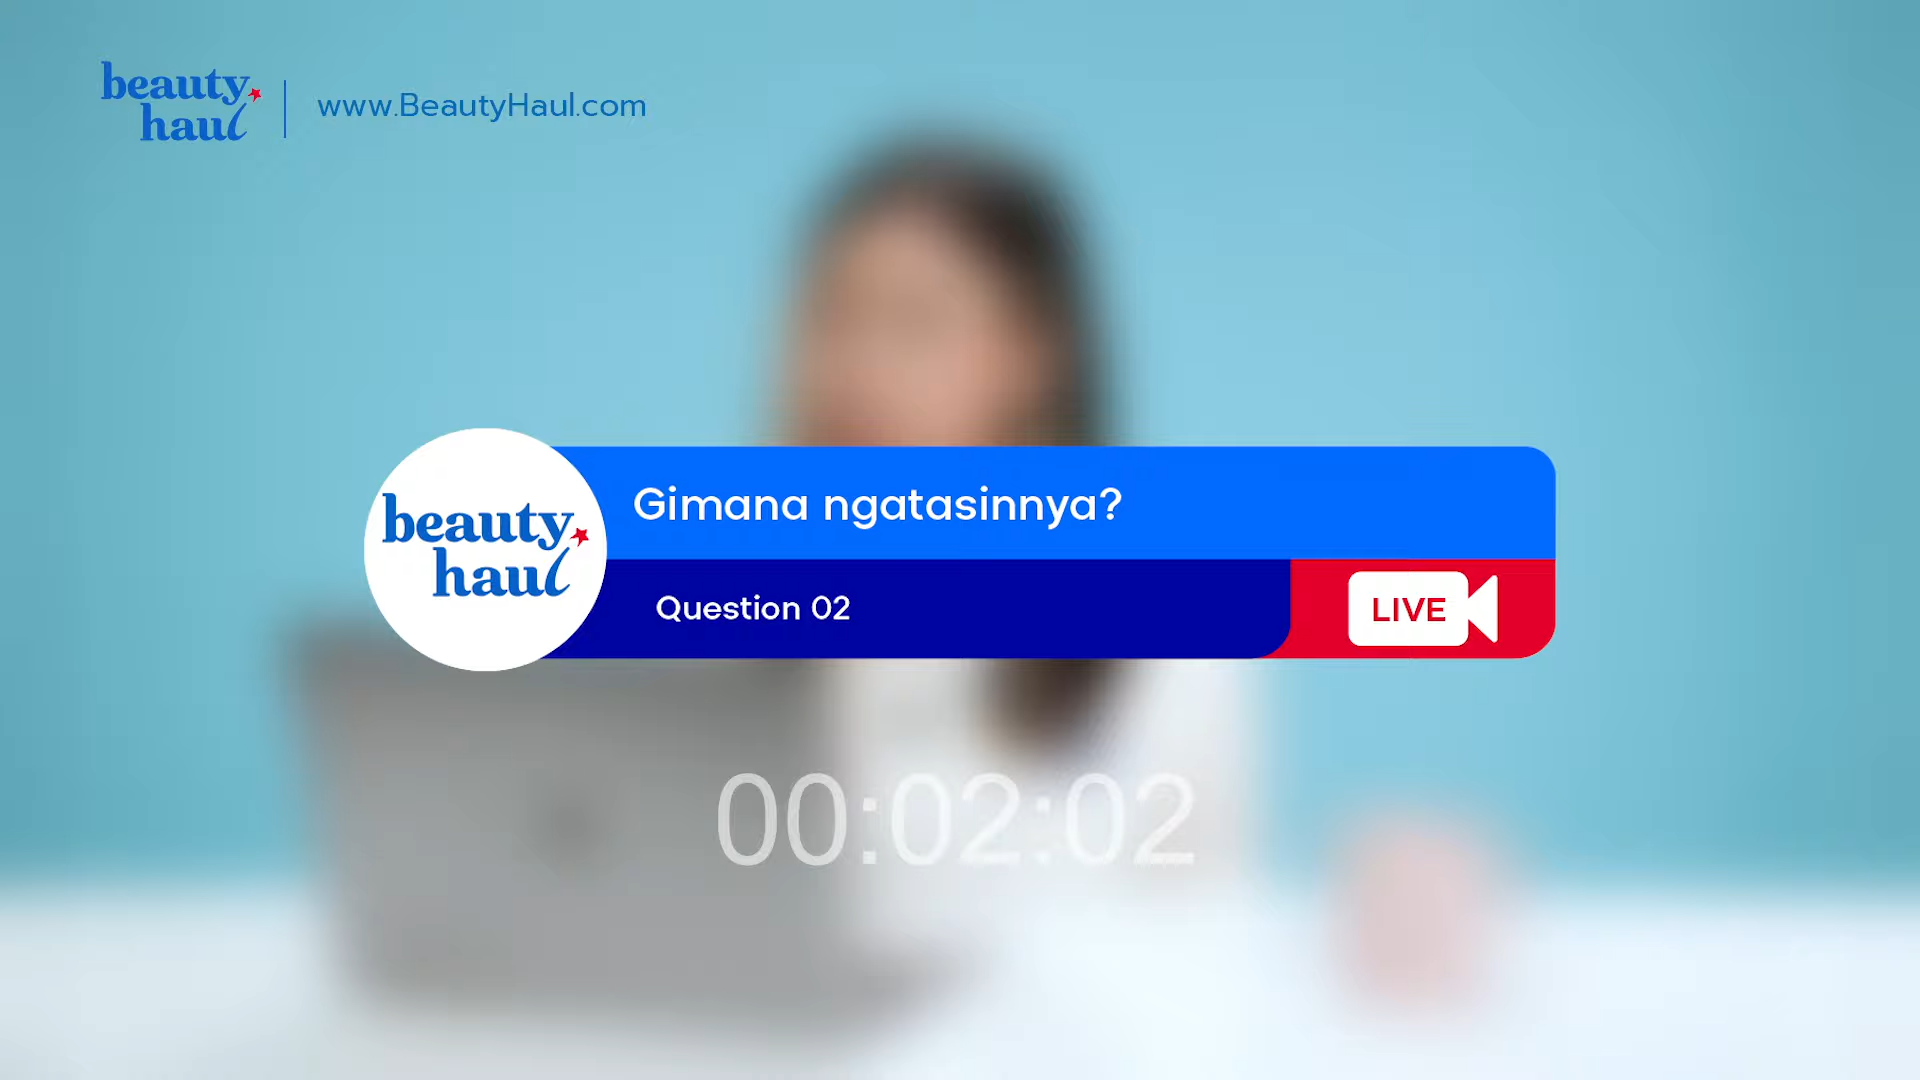 beauty
haul
www.BeautyHaul.com
beauty
haul
Gimana ngatasinnya?
Question 02
LIVE
00:02:02